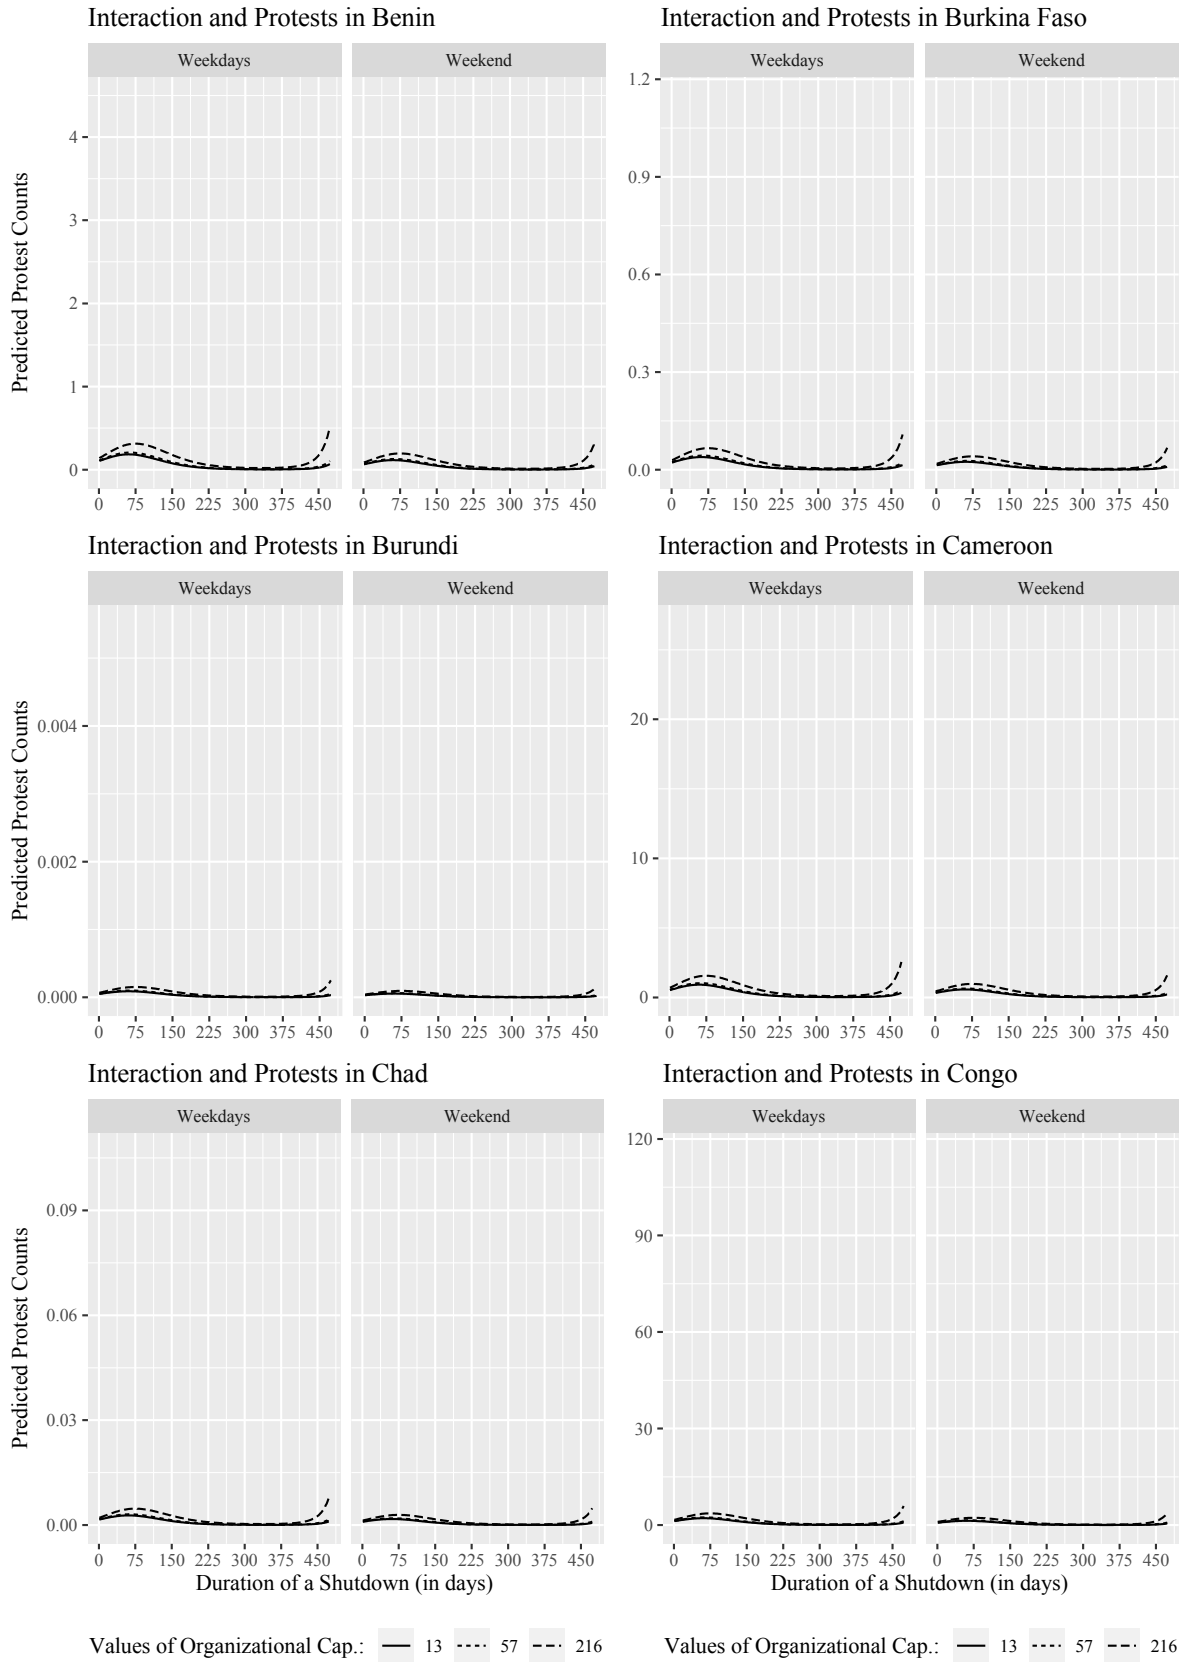 Interaction and Protests in Benin
Weekdays Weekend
Predicted Protest Counts
4
3
2
1
0
0 75 150 225 300 375 450 0 75 150 225 300 375 450
Interaction and Protests in Burkina Faso
Weekdays Weekend
1.2
0.9
0.6
0.3
0.0
0 75 150 225 300 375 450 0 75 150 225 300 375 450
Interaction and Protests in Burundi
Weekdays Weekend
Predicted Protest Counts
0.004
0.002
0.000
0 75 150 225 300 375 450 0 75 150 225 300 375 450
Interaction and Protests in Cameroon
Weekdays Weekend
20
10
0
0 75 150 225 300 375 450 0 75 150 225 300 375 450
Interaction and Protests in Chad
Weekdays Weekend
Predicted Protest Counts
0.09
0.06
0.03
0.00
0 75 150 225 300 375 450 0 75 150 225 300 375 450
Duration of a Shutdown (in days)
Values of Organizational Cap.: 13 57 216
Interaction and Protests in Congo
Weekdays Weekend
120
90
60
30
0
0 75 150 225 300 375 450 0 75 150 225 300 375 450
Duration of a Shutdown (in days)
Values of Organizational Cap.: 13 57 216